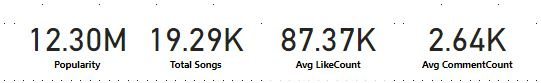 12.30M 19.29K 87.37K 2.64K
Popularity Total Songs Avg LikeCount Avg CommentCount